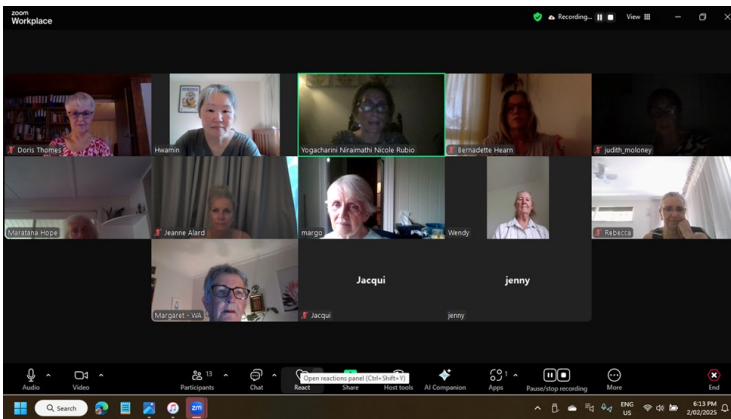 zoom
Workplace
Recording...
View
Doris Thomes
Hwamin
Yogacharini Niraimathi Nicole Rubio
Bernadette Hearn
judith_moloney
Maratana Hope
Jeanne Alard
margo
Wendy
Rebecca
Margaret - WA
Jacqui
Jacqui
jenny
jenny
Open reactions panel (Ctrl+Shift+Y)
13
1
Audio
Video
Participants
Chat
React
Share
Host tools
AI Companion
Apps
Pause/stop recording
More
End
Search
zm
ENG
US
6:13 PM
2/02/2025